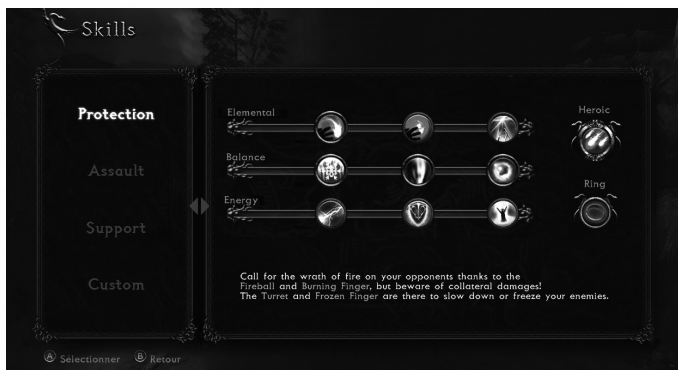 Skills
Protection
Assault
Support
Custom
Elemental
Balance
Energy
Heroic
Ring
Call for the wrath of fire on your opponents thanks to the
Fireball and Burning Finger, but beware of collateral damages!
The Turret and Frozen Finger are there to slow down or freeze your enemies.
A Sélectionner B Retour